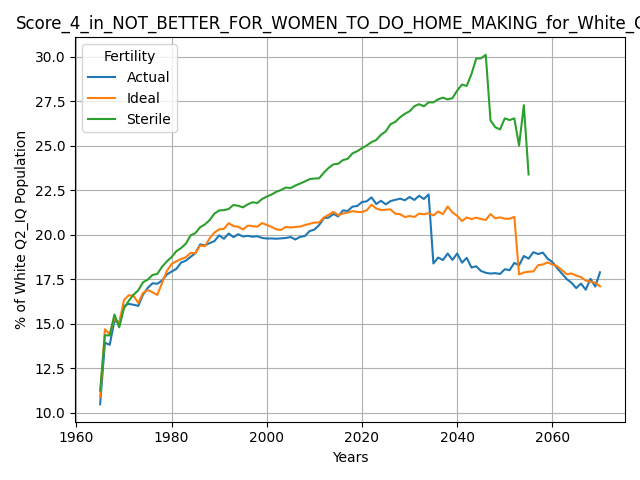 Score_4_in_NOT_BETTER_FOR_WOMEN_TO_DO_HOME_MAKING_for_White_
Fertility
Actual
Ideal
Sterile
30.0
27.5
25.0
22.5
20.0
17.5
15.0
12.5
10.0
% of White Q2_IQ Population
1960
1980
2000
2020
2040
2060
Years